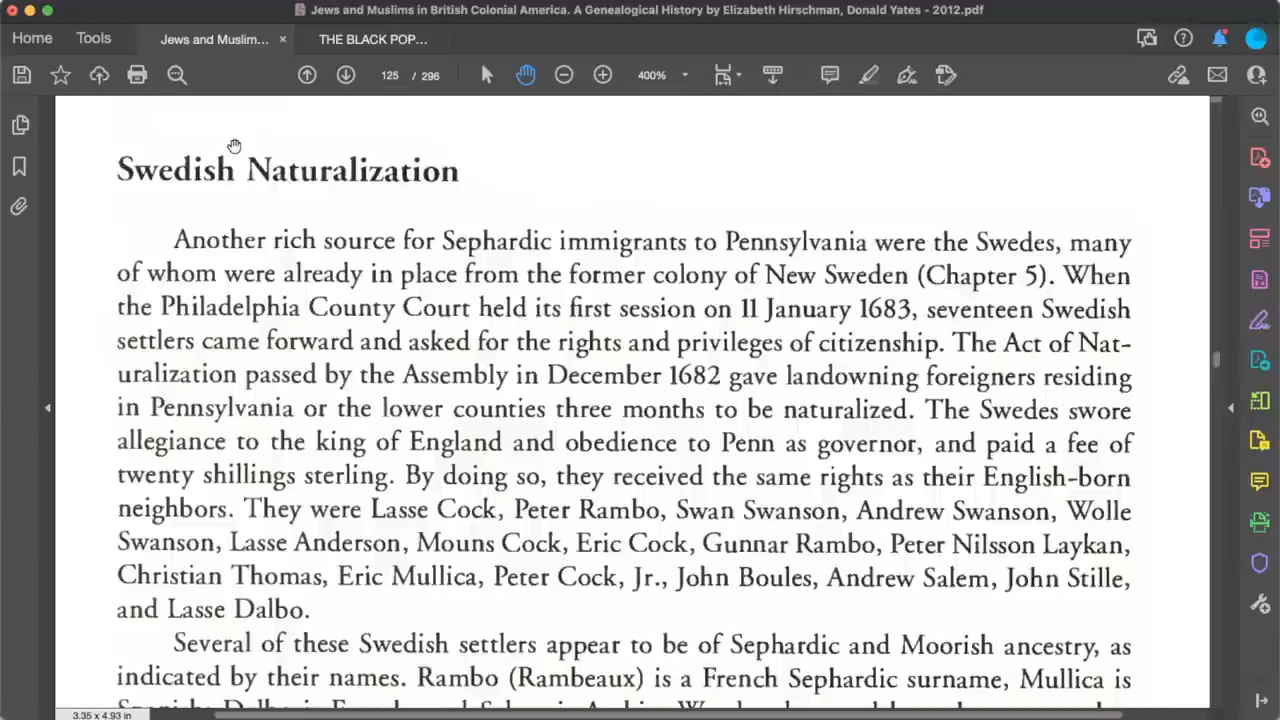 Jews and Muslims in British Colonial America. A Genealogical History by Elizabeth Hirschman, Donald Yates - 2012.pdf
Home Tools Jews and Muslim... × THE BLACK POP...
125 / 296 400%
Swedish Naturalization
Another rich source for Sephardic immigrants to Pennsylvania were the Swedes, many
of whom were already in place from the former colony of New Sweden (Chapter 5). When
the Philadelphia County Court held its first session on 11 January 1683, seventeen Swedish
settlers came forward and asked for the rights and privileges of citizenship. The Act of Nat-
uralization passed by the Assembly in December 1682 gave landowning foreigners residing
in Pennsylvania or the lower counties three months to be naturalized. The Swedes swore
allegiance to the king of England and obedience to Penn as governor, and paid a fee of
twenty shillings sterling. By doing so, they received the same rights as their English-born
neighbors. They were Lasse Cock, Peter Rambo, Swan Swanson, Andrew Swanson, Wolle
Swanson, Lasse Anderson, Mouns Cock, Eric Cock, Gunnar Rambo, Peter Nilsson Laykan,
Christian Thomas, Eric Mullica, Peter Cock, Jr., John Boules, Andrew Salem, John Stille,
and Lasse Dalbo.
Several of these Swedish settlers appear to be of Sephardic and Moorish ancestry, as
indicated by their names. Rambo (Rambeaux) is a French Sephardic surname, Mullica is
3.35 x 4.93 in